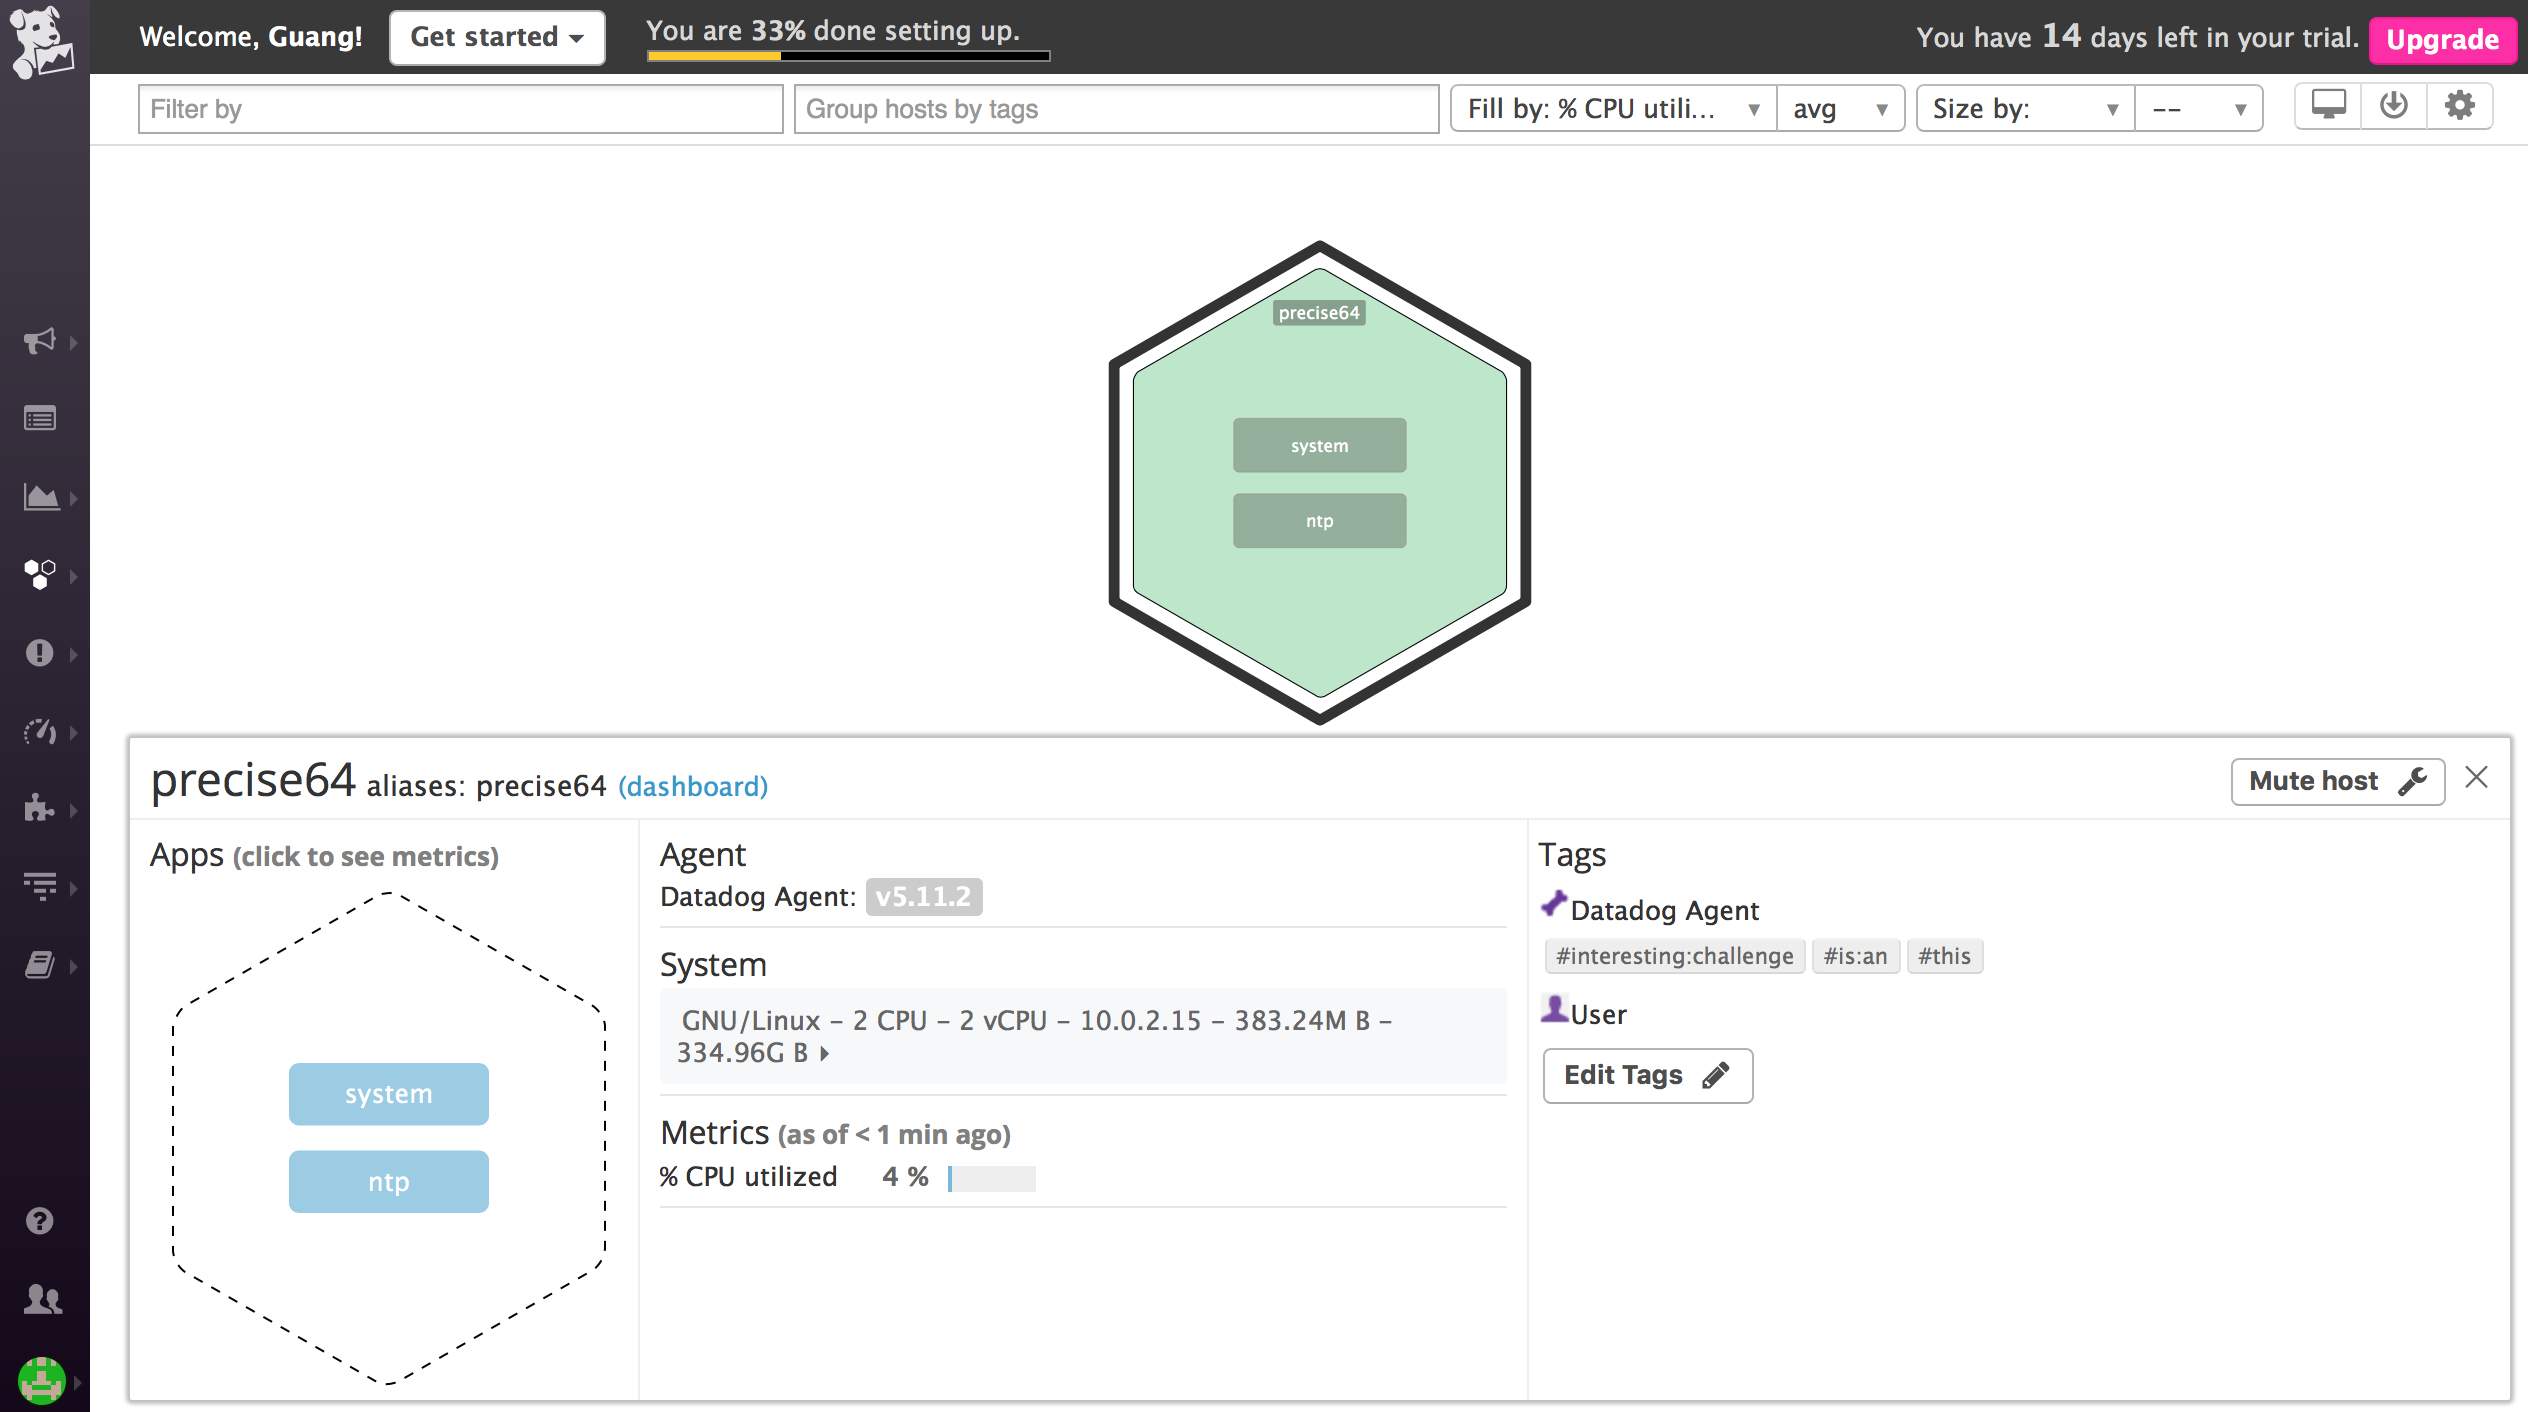 Welcome, Guang!
Get started
You are 33% done setting up.
You have 14 days left in your trial.
Upgrade
Filter by
Group hosts by tags
Fill by: % CPU utili...
avg
Size by:
--
precise64
system
ntp
precise64 aliases: precise64 (dashboard)
Mute host
Apps (click to see metrics)
system
ntp
Agent
Datadog Agent: v5.11.2
System
GNU/Linux – 2 CPU – 2 vCPU – 10.0.2.15 – 383.24M B –
334.96G B
Metrics (as of < 1 min ago)
% CPU utilized 4 %
Tags
Datadog Agent
#interesting:challenge #is:an #this
User
Edit Tags